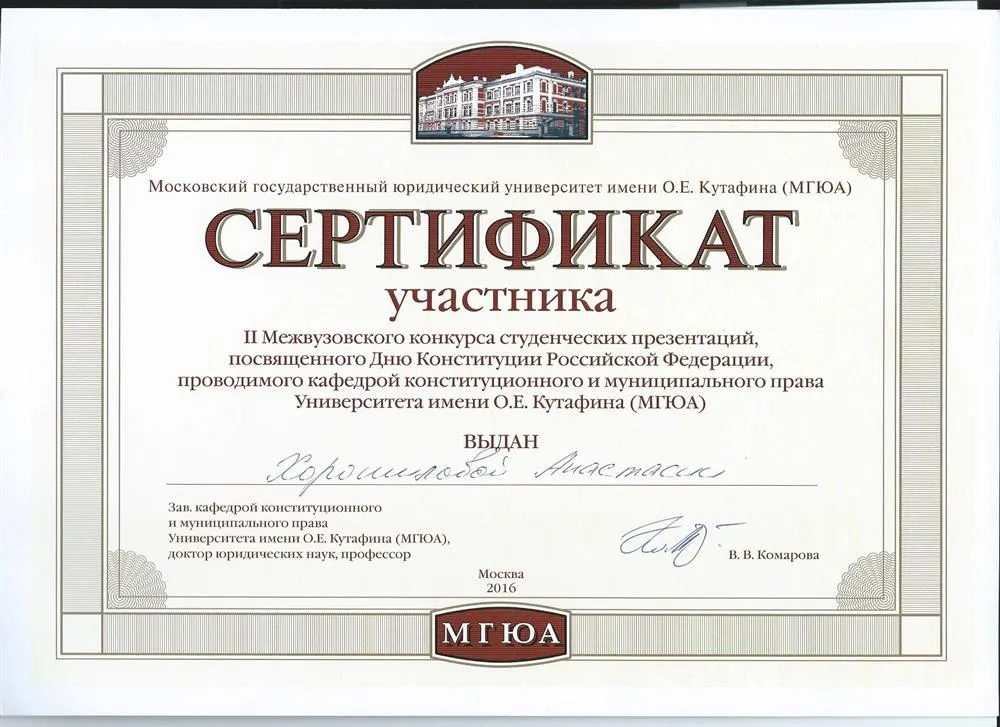 Московский государственный юридический университет имени О.Е. Кутафина (МГЮА)
СЕРТИФИКАТ
участника
II Межвузовского конкурса студенческих презентаций,
посвященного Дню Конституции Российской Федерации,
проводимого кафедрой конституционного и муниципального права
Университета имени О.Е. Кутафина (МГЮА)
ВЫДАН
Хорошиловой Анастасии
Зав. кафедрой конституционного
и муниципального права
Университета имени О.Е. Кутафина (МГЮА),
доктор юридических наук, профессор
В. В. Комарова
Москва
2016
МГЮА